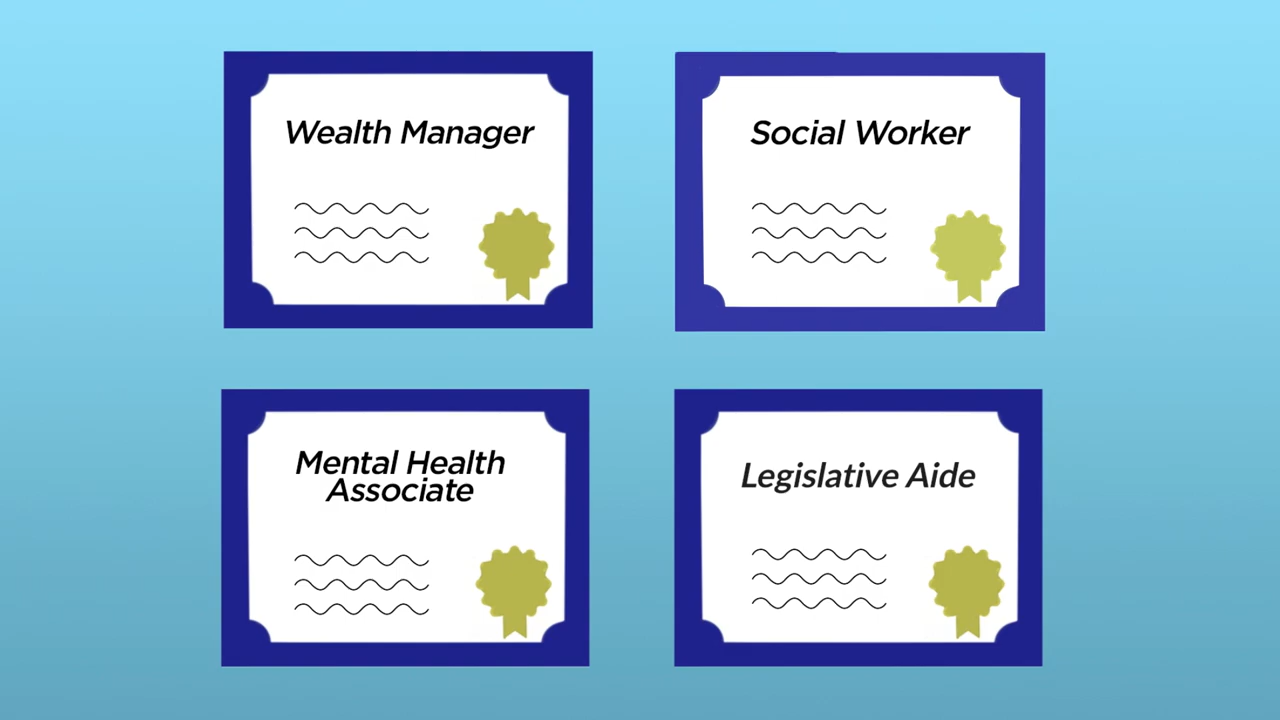 Wealth Manager
Social Worker
Mental Health
Associate
Legislative Aide